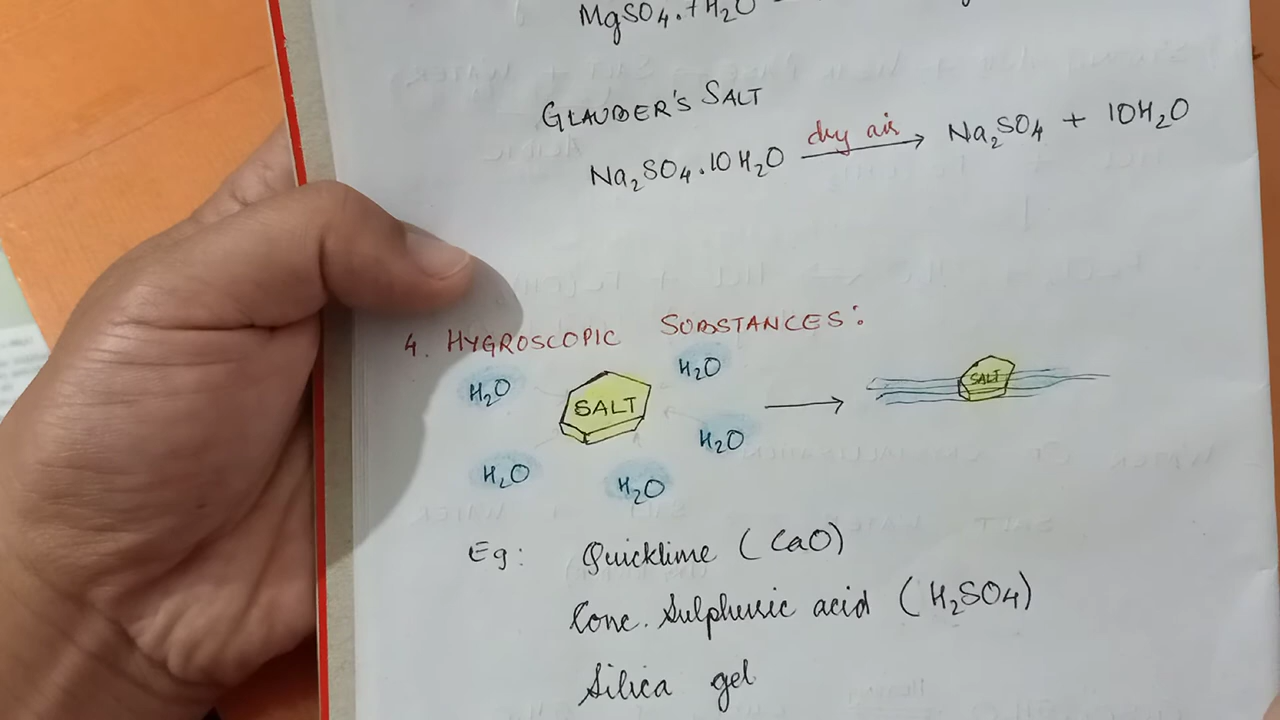 MgSO₄.7H₂O
GLAUBER'S SALT
Na₂SO₄.10H₂O dry air → Na₂SO₄ + 10H₂O
4. HYGROSCOPIC SUBSTANCES:
H₂O SALT H₂O → SALT
H₂O H₂O H₂O
Eg: Quicklime (CaO)
Conc. Sulphuric acid (H₂SO₄)
Silica gel